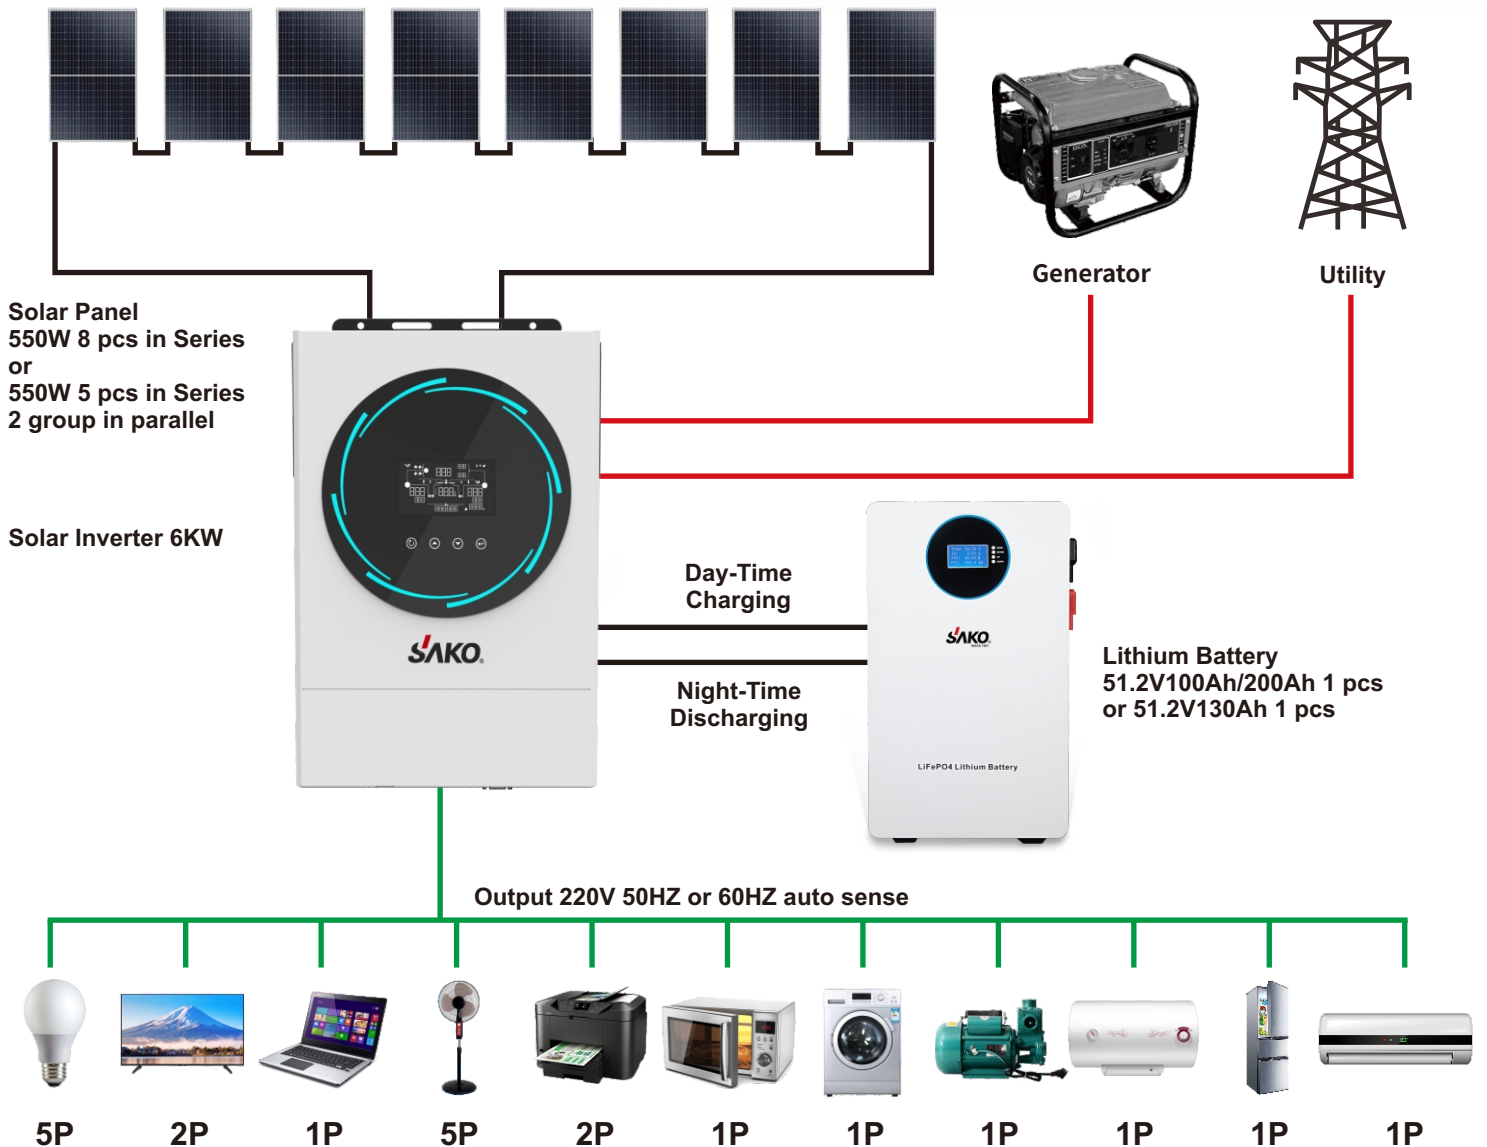 Generator
Utility
Solar Panel
550W 8 pcs in Series
or
550W 5 pcs in Series
2 group in parallel
Solar Inverter 6KW
Day-Time
Charging
SAKO.
SAKO.
Night-Time
Discharging
Lithium Battery
51.2V100Ah/200Ah 1 pcs
or 51.2V130Ah 1 pcs
LiFePO4 Lithium Battery
Output 220V 50HZ or 60HZ auto sense
5P 2P 1P 5P 2P 1P 1P 1P 1P 1P 1P